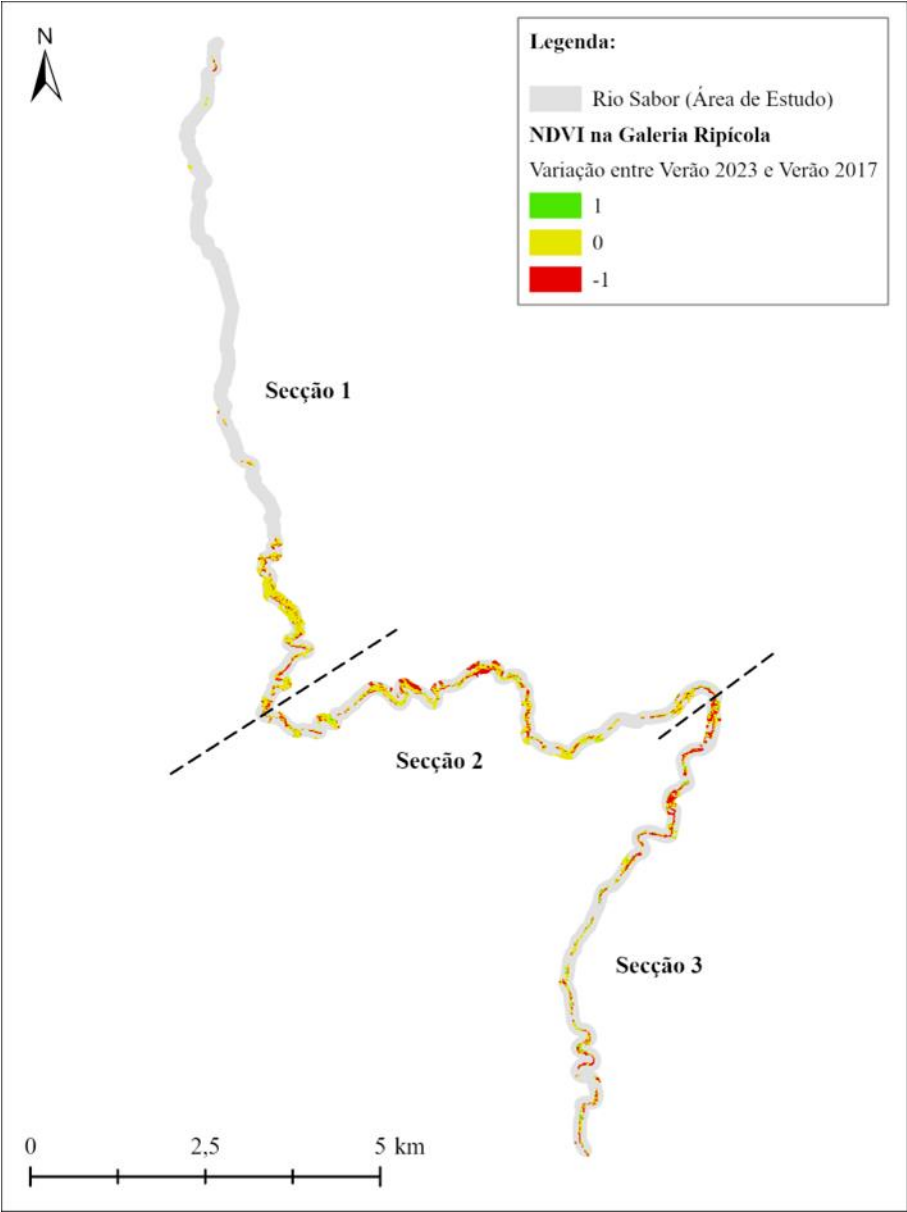 N
Legenda:
Rio Sabor (Área de Estudo)
NDVI na Galeria Ripícola
Variação entre Verão 2023 e Verão 2017
1
0
-1
Secção 1
Secção 2
Secção 3
0 2,5 5 km